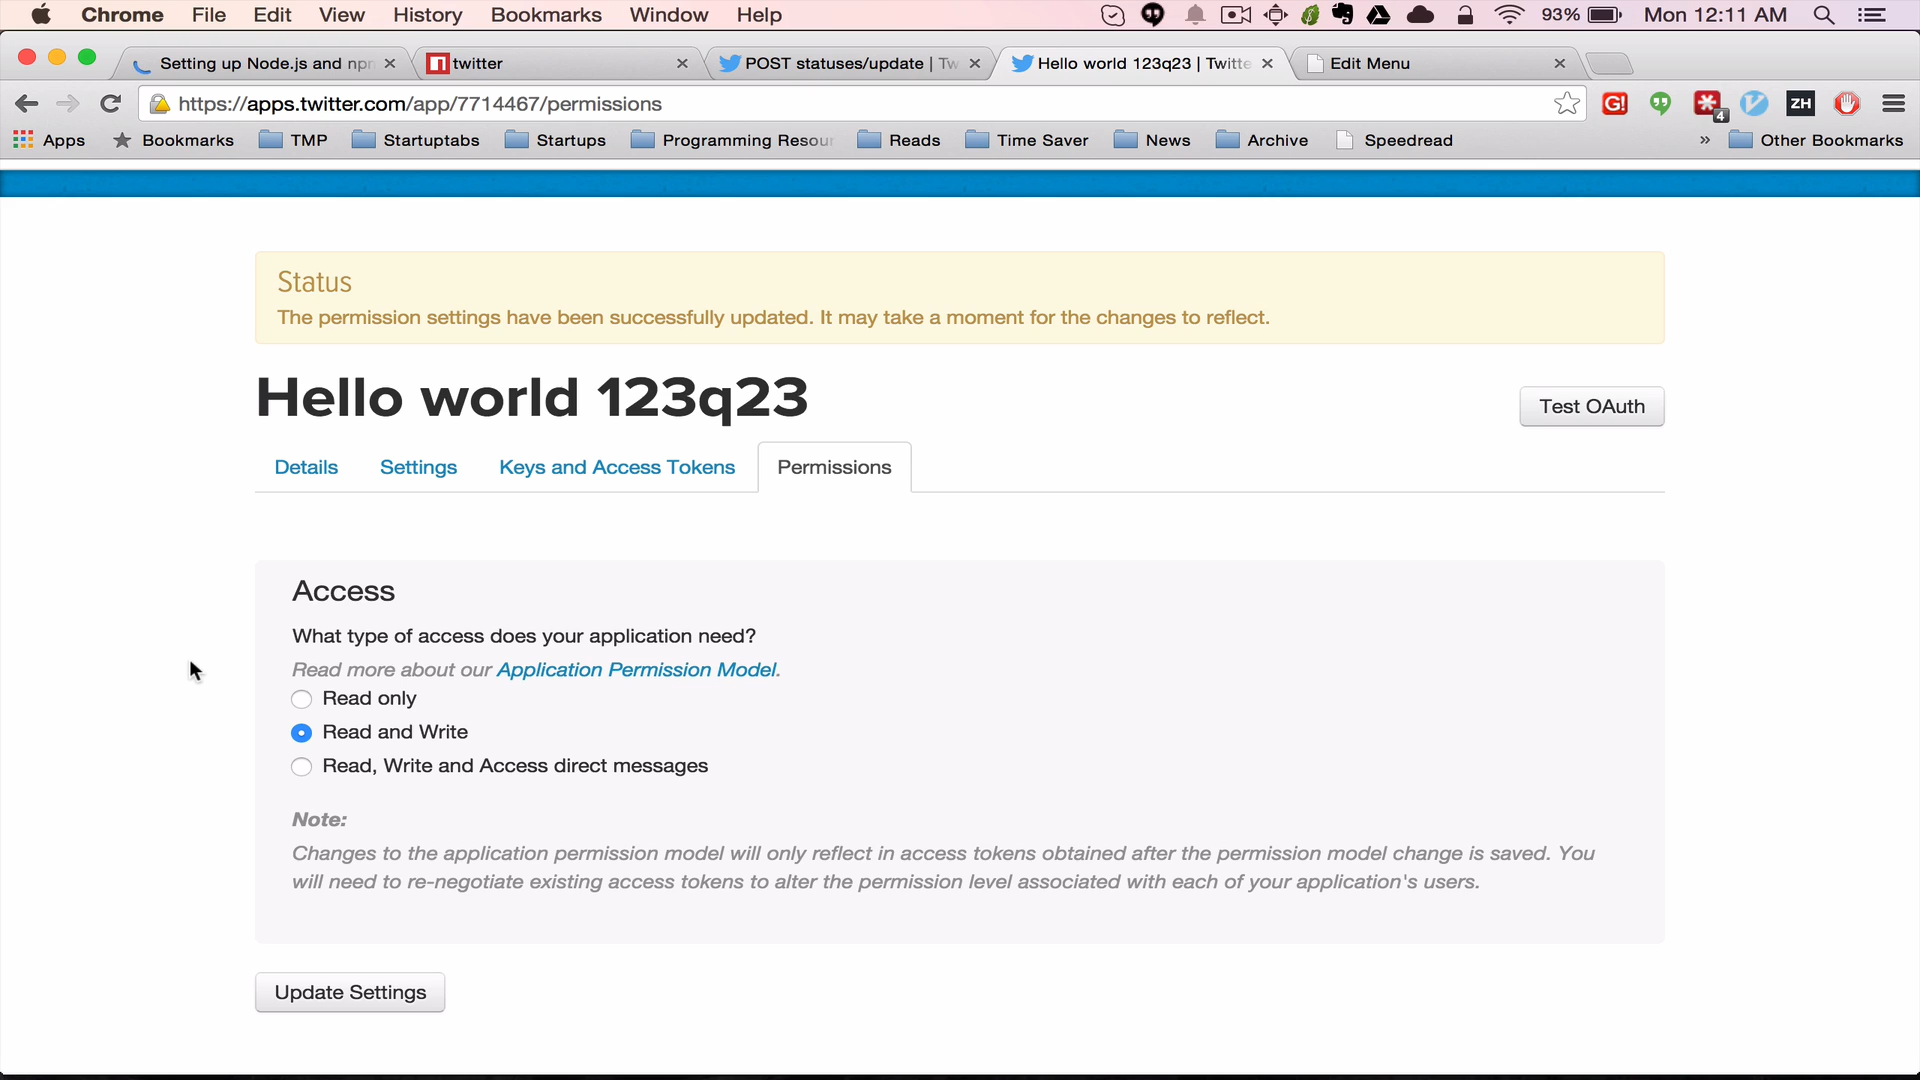 Chrome File Edit View History Bookmarks Window Help 93% Mon 12:11 AM
Setting up Node.js and npm twitter POST statuses/update | Tw Hello world 123q23 | Twitte Edit Menu
https://apps.twitter.com/app/7714467/permissions G! 4 ZH
Apps Bookmarks TMP Startuptabs Startups Programming Resour Reads Time Saver News Archive Speedread » Other Bookmarks
Status
The permission settings have been successfully updated. It may take a moment for the changes to reflect.
Hello world 123q23
Test OAuth
Details Settings Keys and Access Tokens Permissions
Access
What type of access does your application need?
Read more about our Application Permission Model.
Read only
Read and Write
Read, Write and Access direct messages
Note:
Changes to the application permission model will only reflect in access tokens obtained after the permission model change is saved. You
will need to re-negotiate existing access tokens to alter the permission level associated with each of your application's users.
Update Settings